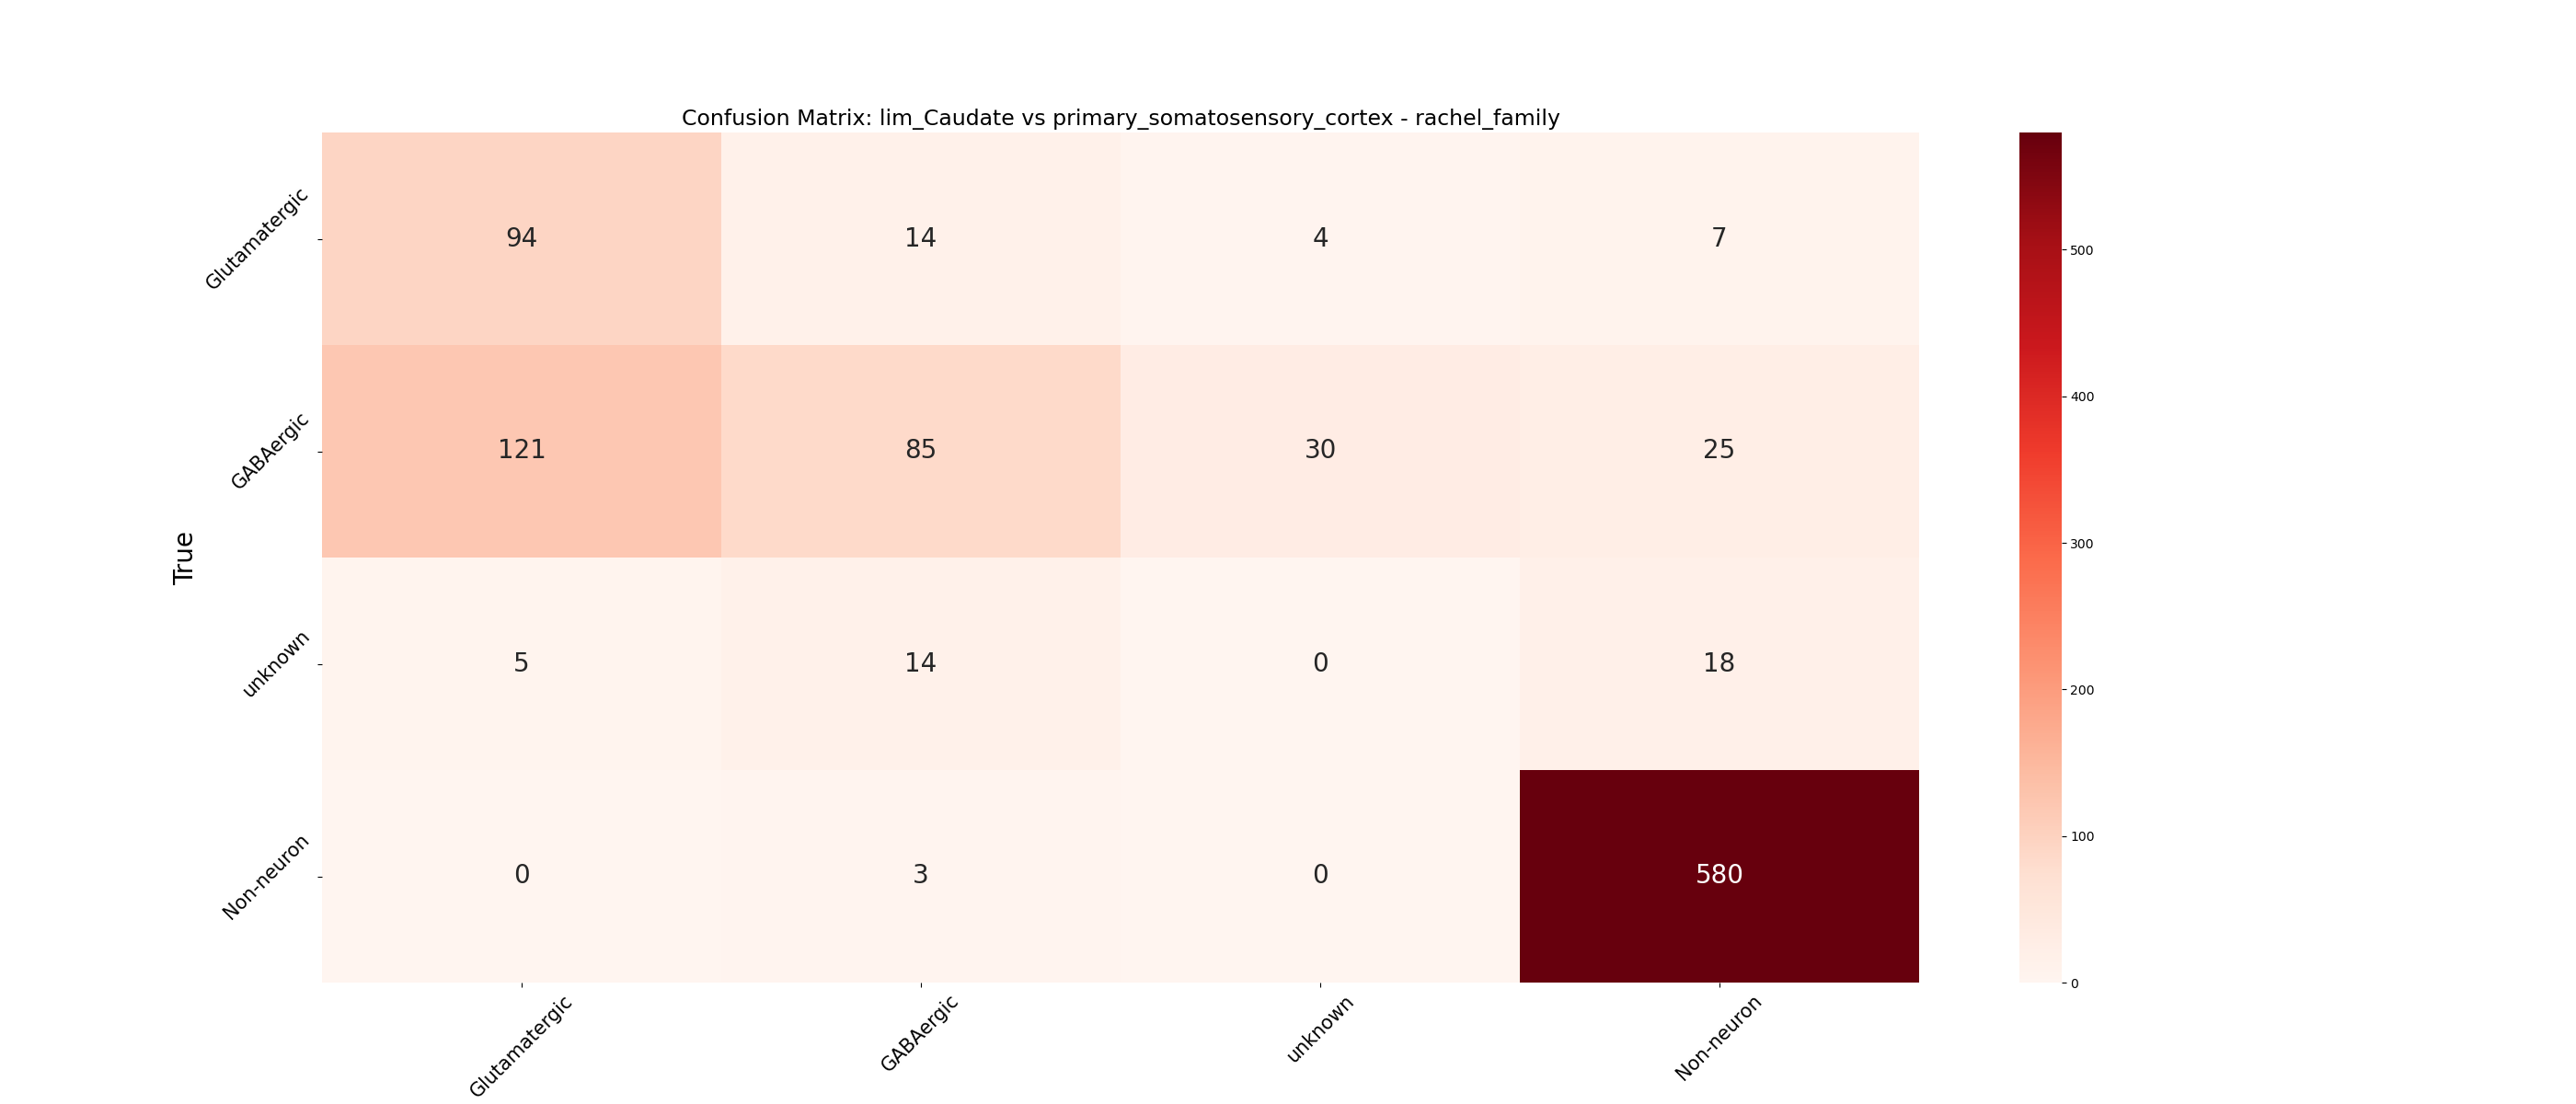 Confusion Matrix: lim_Caudate vs primary_somatosensory_cortex - rachel_family
Glutamatergic 94 14 4 7
GABAergic 121 85 30 25
unknown 5 14 0 18
Non-neuron 0 3 0 580
True
Glutamatergic GABAergic unknown Non-neuron
500
400
300
200
100
0